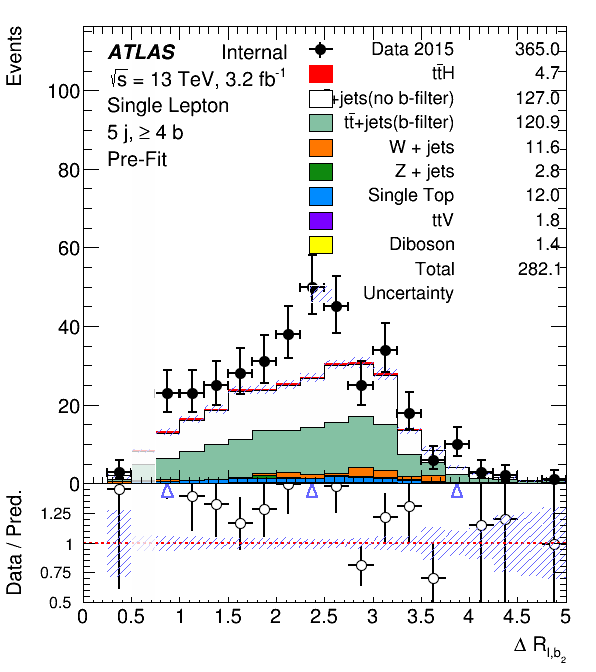 Events
ATLAS Internal
√s = 13 TeV, 3.2 fb-1
Single Lepton
5 j, ≥ 4 b
Pre-Fit
Data 2015 365.0
tt̄H 4.7
+jets(no b-filter) 127.0
tt̄+jets(b-filter) 120.9
W + jets 11.6
Z + jets 2.8
Single Top 12.0
ttV 1.8
Diboson 1.4
Total 282.1
Uncertainty
100
80
60
40
20
0
Data / Pred.
1.25
1
0.75
0.5
0 0.5 1 1.5 2 2.5 3 3.5 4 4.5 5
Δ R l,b2